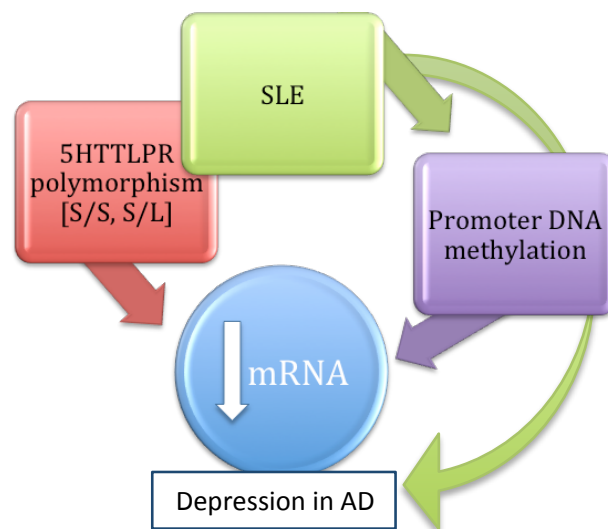 SLE
5HTTLPR
polymorphism
[S/S, S/L]
Promoter DNA
methylation
mRNA
Depression in AD